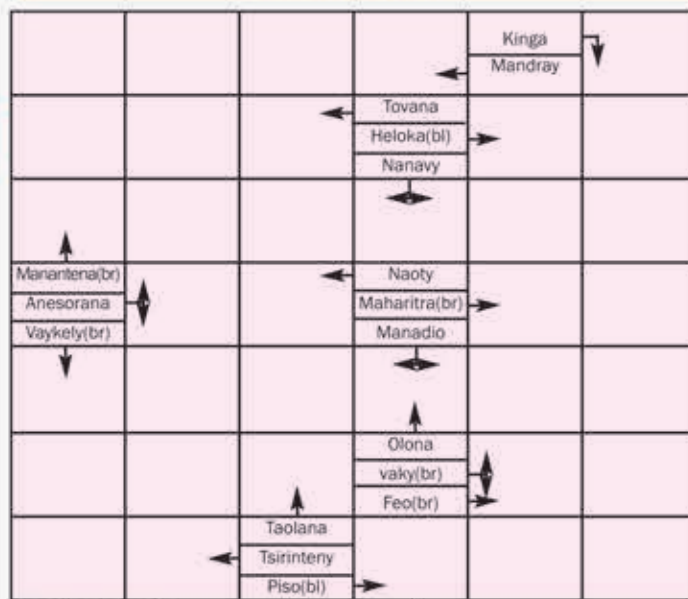 Kinga
Mandray
Tovana
Heloka(bl)
Nanavy
Manantena(br)
Anesorana
Vaykely(br)
Naoty
Maharitra(br)
Manadio
Olona
vaky(br)
Feo(br)
Taolana
Tsirinteny
Piso(bl)